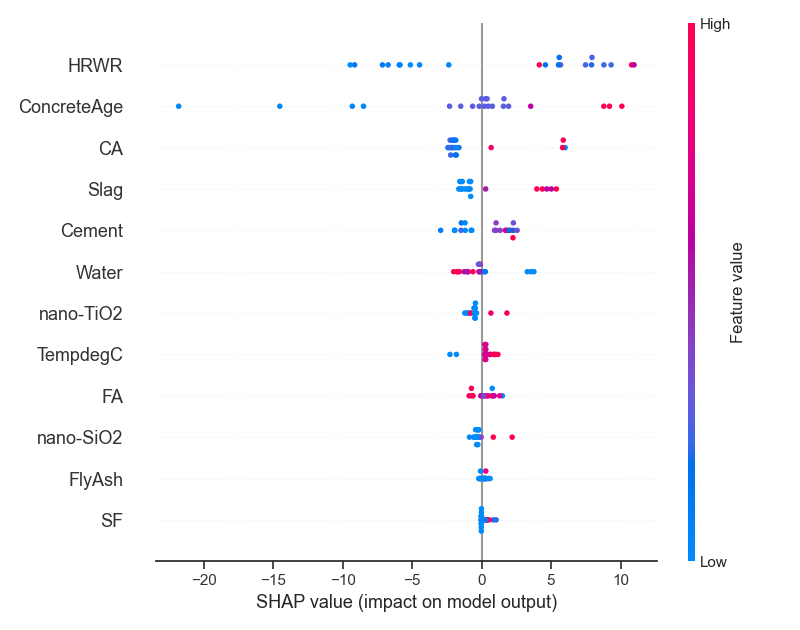 High
HRWR
ConcreteAge
CA
Slag
Cement
Water
nano-TiO2
TempdegC
FA
nano-SiO2
FlyAsh
SF
Feature value
Low
−20 −15 −10 −5 0 5 10
SHAP value (impact on model output)